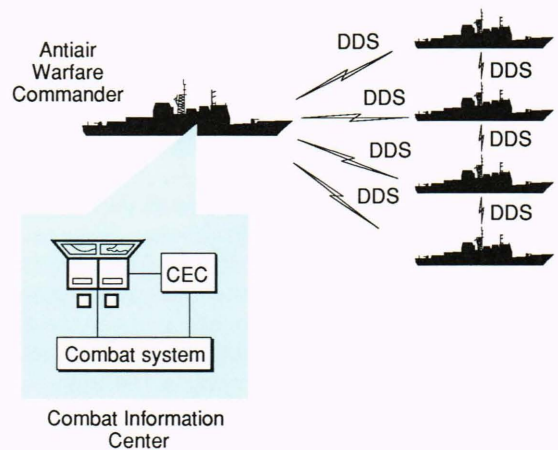 Antiair
Warfare
Commander
DDS
DDS
DDS
DDS
DDS
DDS
DDS
CEC
Combat system
Combat Information
Center